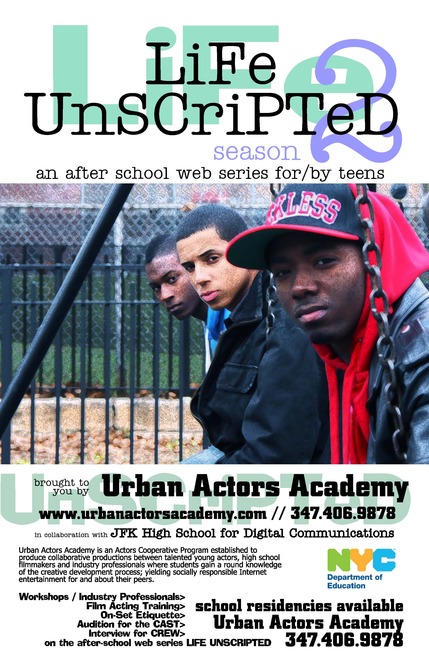 LiFe
LiFe
UnSCriPTeD
season 2
an after school web series for/by teens
CKLESS
UnSCriPTeD
brought to
you by
Urban Actors Academy
www.urbanactorsacademy.com // 347.406.9878
in collaboration with JFK High School for Digital Communications
Urban Actors Academy is an Actors Cooperative Program established to
produce collaborative productions between talented young actors, high school
filmmakers and industry professionals where students gain a round knowledge
of the creative development process; yielding socially responsible Internet
entertainment for and about their peers.
NYC
Department of
Education
Workshops / Industry Professionals>
Film Acting Training>
On-Set Etiquette>
Audition for the CAST>
Interview for CREW>
on the after-school web series LIFE UNSCRIPTED
school residencies available
Urban Actors Academy
347.406.9878